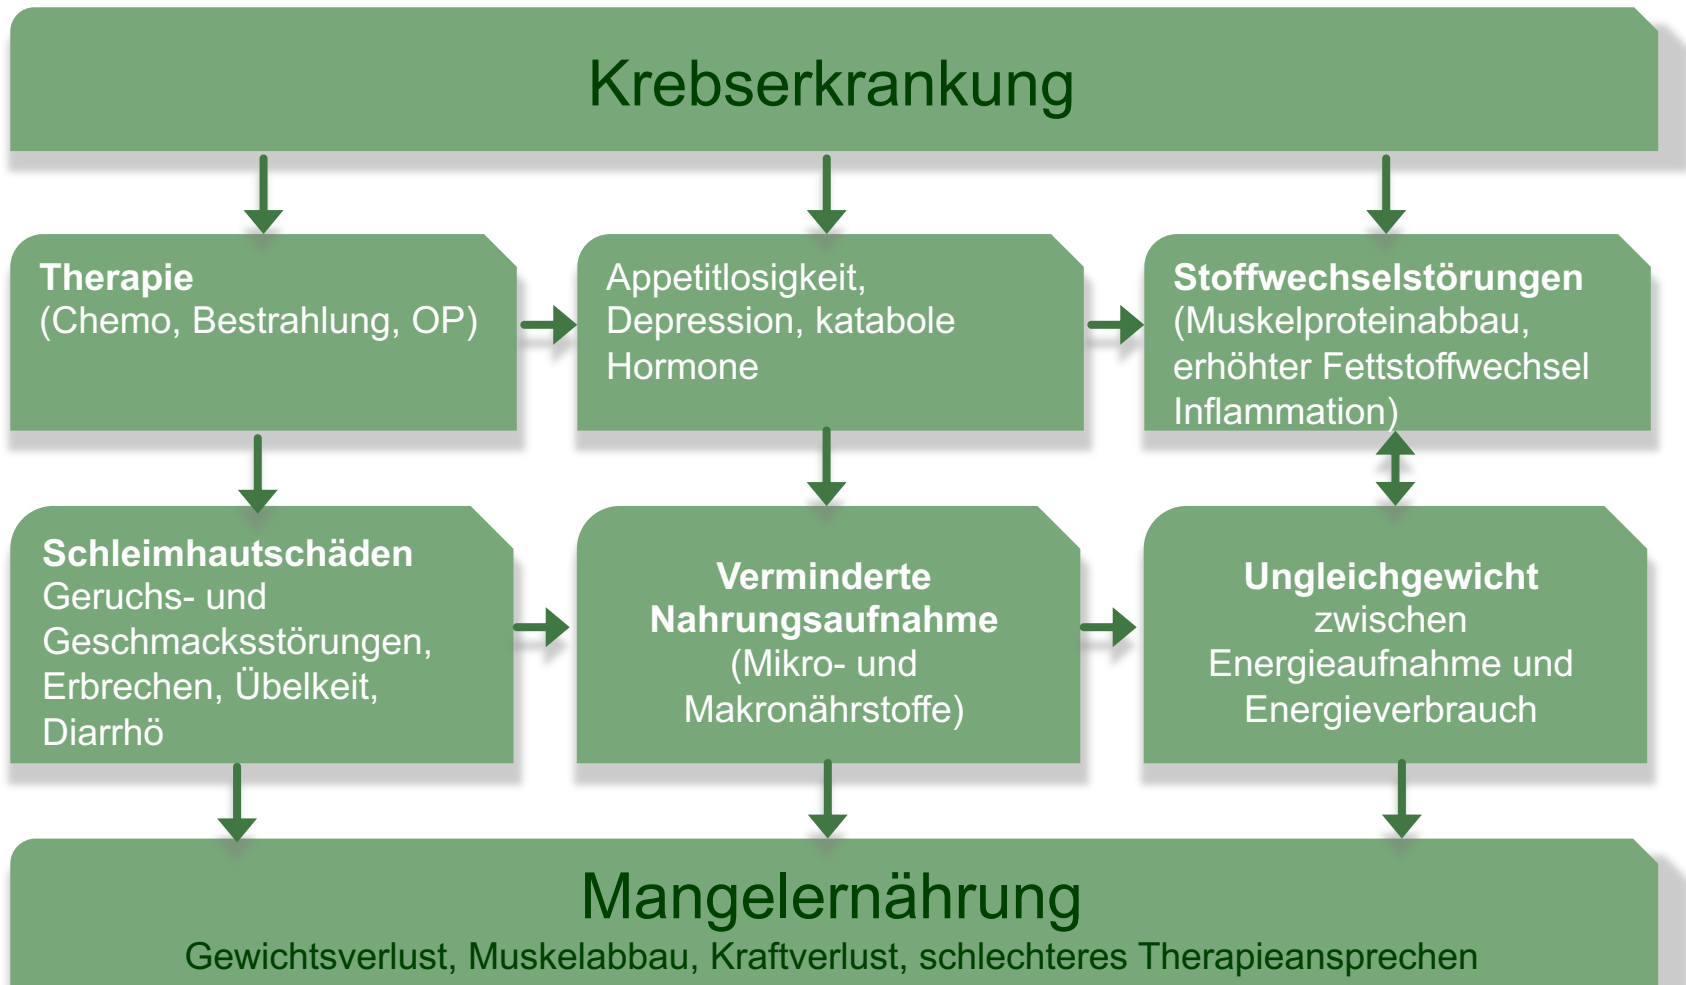 Krebserkrankung
Therapie
(Chemo, Bestrahlung, OP)
Appetitlosigkeit,
Depression, katabole
Hormone
Stoffwechselstörungen
(Muskelproteinabbau,
erhöhter Fettstoffwechsel
Inflammation)
Schleimhautschäden
Geruchs- und
Geschmacksstörungen,
Erbrechen, Übelkeit,
Diarrhö
Verminderte
Nahrungsaufnahme
(Mikro- und
Makronährstoffe)
Ungleichgewicht
zwischen
Energieaufnahme und
Energieverbrauch
Mangelernährung
Gewichtsverlust, Muskelabbau, Kraftverlust, schlechteres Therapieansprechen